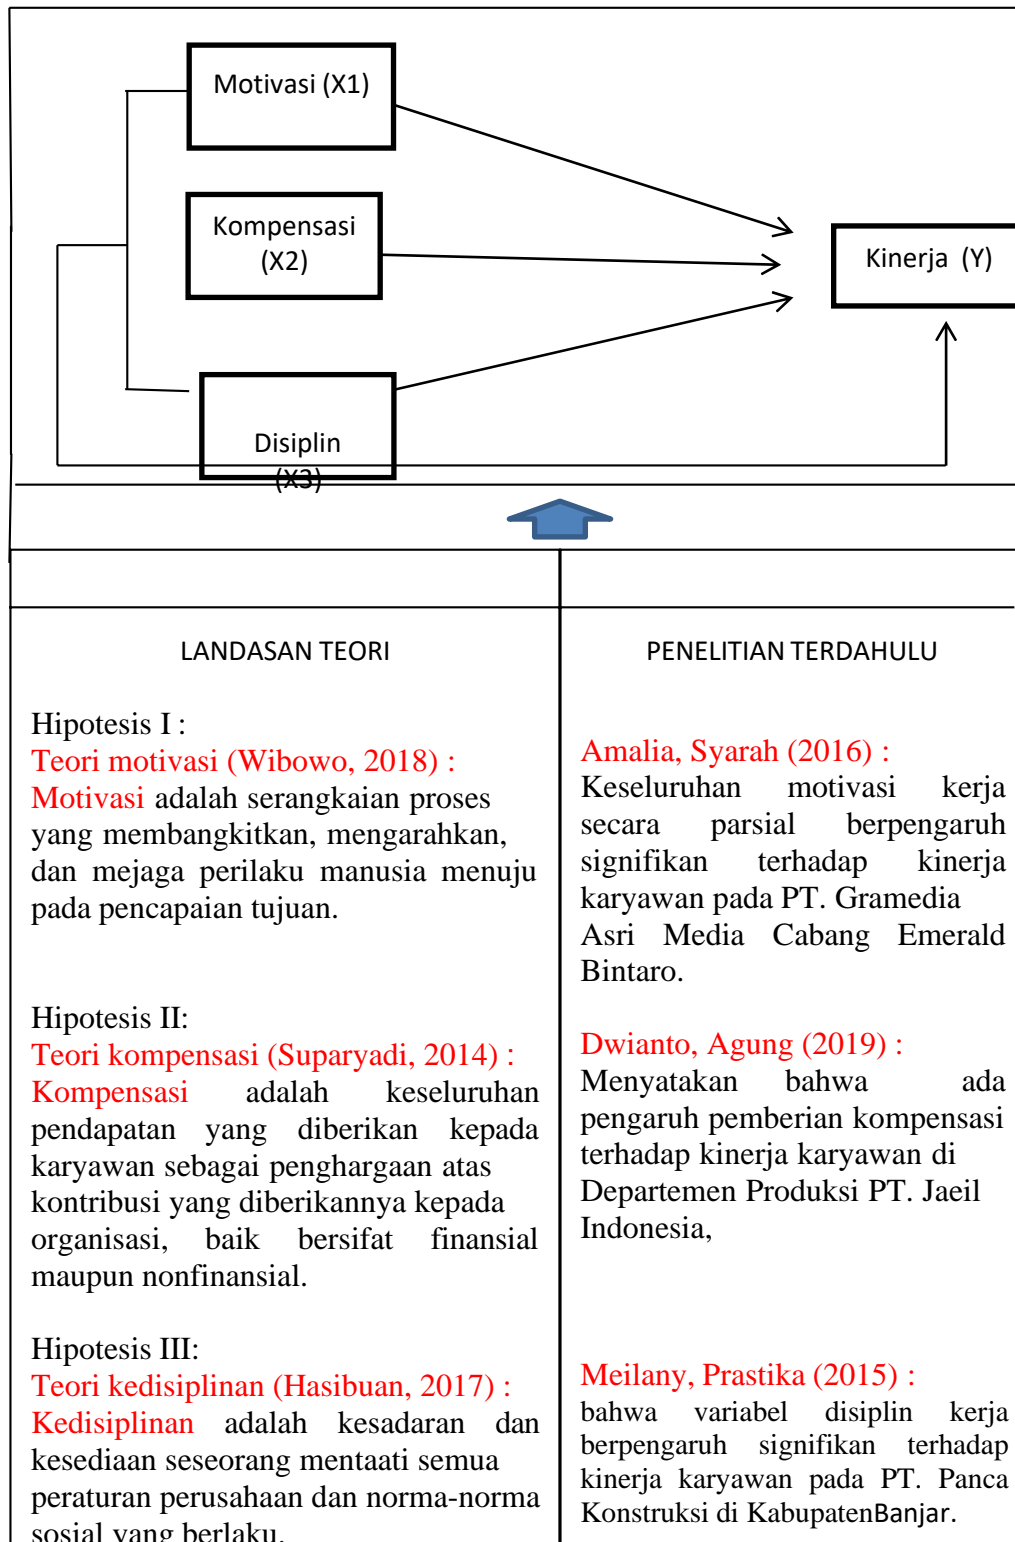 Motivasi (X1)
Kompensasi
(X2)
Kinerja (Y)
Disiplin
(X3)
LANDASAN TEORI
Hipotesis I :
Teori motivasi (Wibowo, 2018) :
Motivasi adalah serangkaian proses
yang membangkitkan, mengarahkan,
dan mejaga perilaku manusia menuju
pada pencapaian tujuan.
Hipotesis II:
Teori kompensasi (Suparyadi, 2014) :
Kompensasi adalah keseluruhan
pendapatan yang diberikan kepada
karyawan sebagai penghargaan atas
kontribusi yang diberikannya kepada
organisasi, baik bersifat finansial
maupun nonfinansial.
Hipotesis III:
Teori kedisiplinan (Hasibuan, 2017) :
Kedisiplinan adalah kesadaran dan
kesediaan seseorang mentaati semua
peraturan perusahaan dan norma-norma
sosial yang berlaku.
PENELITIAN TERDAHULU
Amalia, Syarah (2016) :
Keseluruhan motivasi kerja
secara parsial berpengaruh
signifikan terhadap kinerja
karyawan pada PT. Gramedia
Asri Media Cabang Emerald
Bintaro.
Dwianto, Agung (2019) :
Menyatakan bahwa ada
pengaruh pemberian kompensasi
terhadap kinerja karyawan di
Departemen Produksi PT. Jaeil
Indonesia,
Meilany, Prastika (2015) :
bahwa variabel disiplin kerja
berpengaruh signifikan terhadap
kinerja karyawan pada PT. Panca
Konstruksi di KabupatenBanjar.